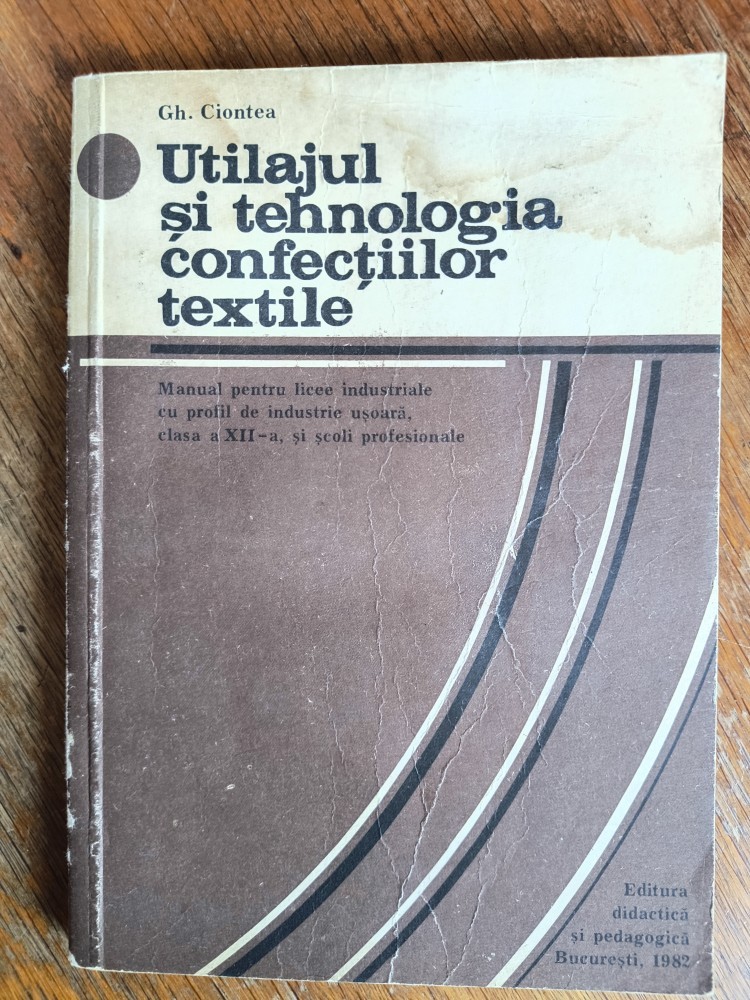 Gh. Ciontea
Utilajul
și tehnologia
confecțiilor
textile
Manual pentru licee industriale
cu profil de industrie ușoară,
clasa a XII-a, și școli profesionale
Editura
didactică
și pedagogică
București, 1982